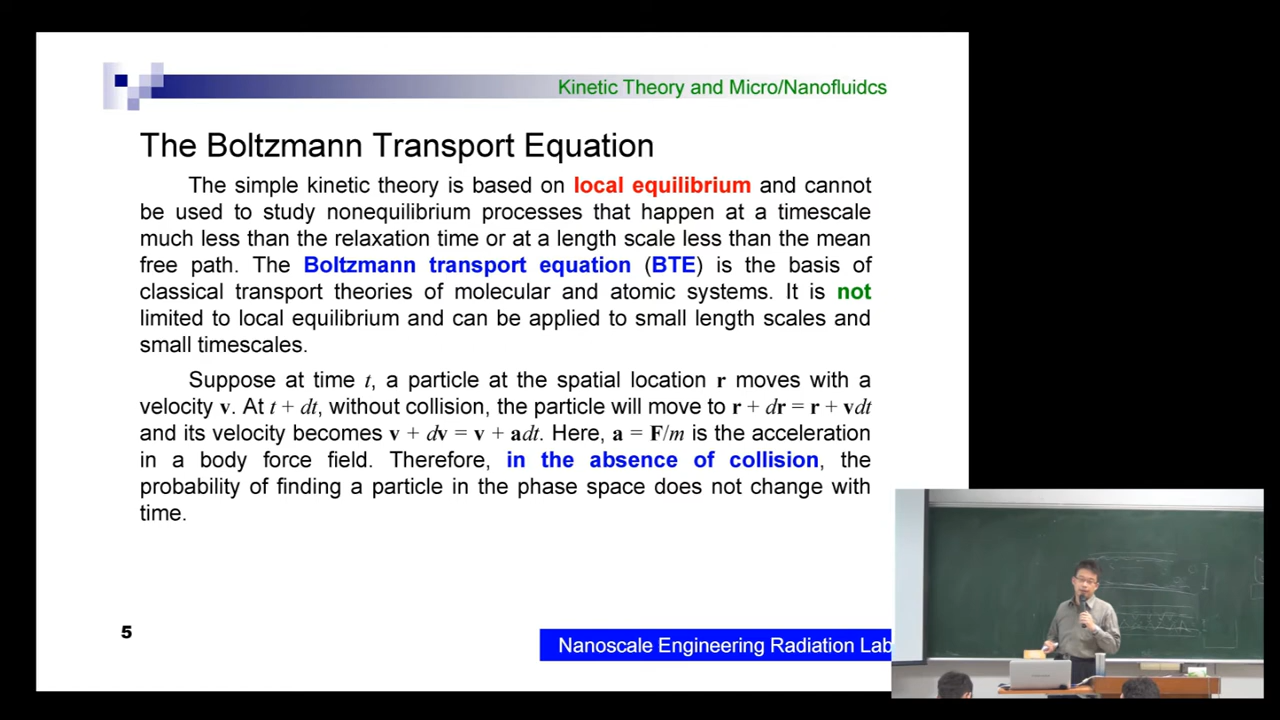 Kinetic Theory and Micro/Nanofluidcs
The Boltzmann Transport Equation
The simple kinetic theory is based on local equilibrium and cannot
be used to study nonequilibrium processes that happen at a timescale
much less than the relaxation time or at a length scale less than the mean
free path. The Boltzmann transport equation (BTE) is the basis of
classical transport theories of molecular and atomic systems. It is not
limited to local equilibrium and can be applied to small length scales and
small timescales.
Suppose at time t, a particle at the spatial location r moves with a
velocity v. At t + dt, without collision, the particle will move to r + dr = r + vdt
and its velocity becomes v + dv = v + adt. Here, a = F/m is the acceleration
in a body force field. Therefore, in the absence of collision, the
probability of finding a particle in the phase space does not change with
time.
5
Nanoscale Engineering Radiation Lab